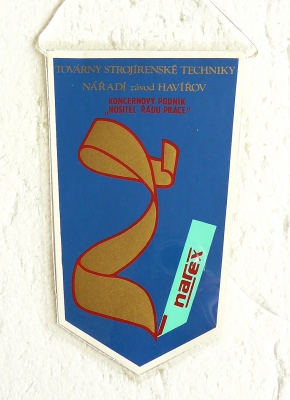 TOVÁRNY STROJÍRENSKÉ TECHNIKY
NÁŘADÍ závod HAVÍŘOV
KONCERNOVÝ PODNIK
„NOSITEL ŘÁDU PRÁCE"
narex